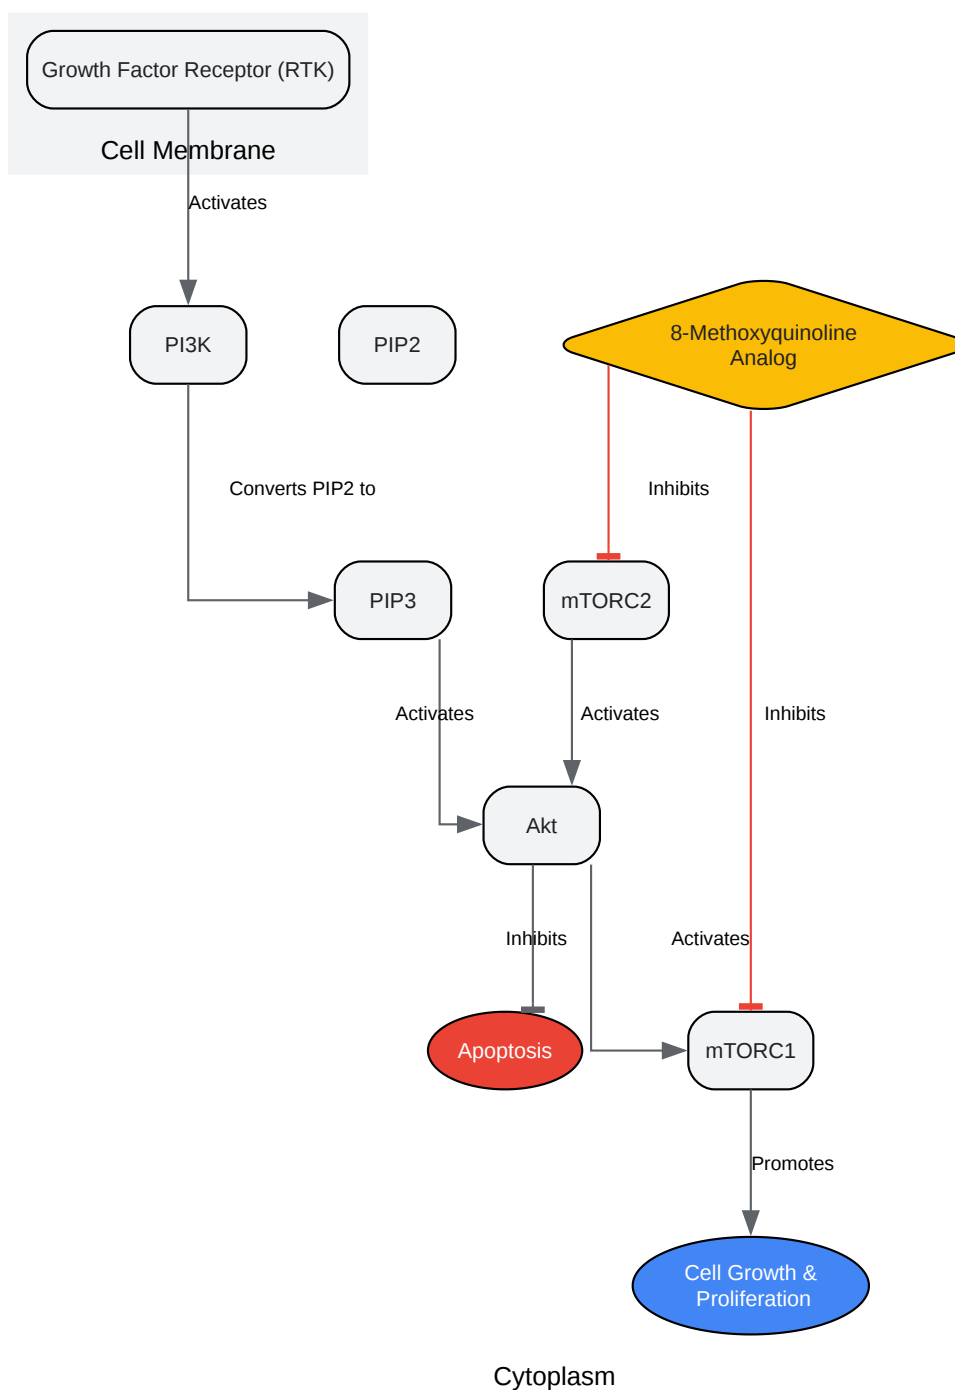 Growth Factor Receptor (RTK)
Cell Membrane
Activates
PI3K
PIP2
8-Methoxyquinoline
Analog
Converts PIP2 to
Inhibits
PIP3
mTORC2
Activates
Activates
Inhibits
Akt
Inhibits
Activates
Apoptosis
mTORC1
Promotes
Cell Growth &
Proliferation
Cytoplasm